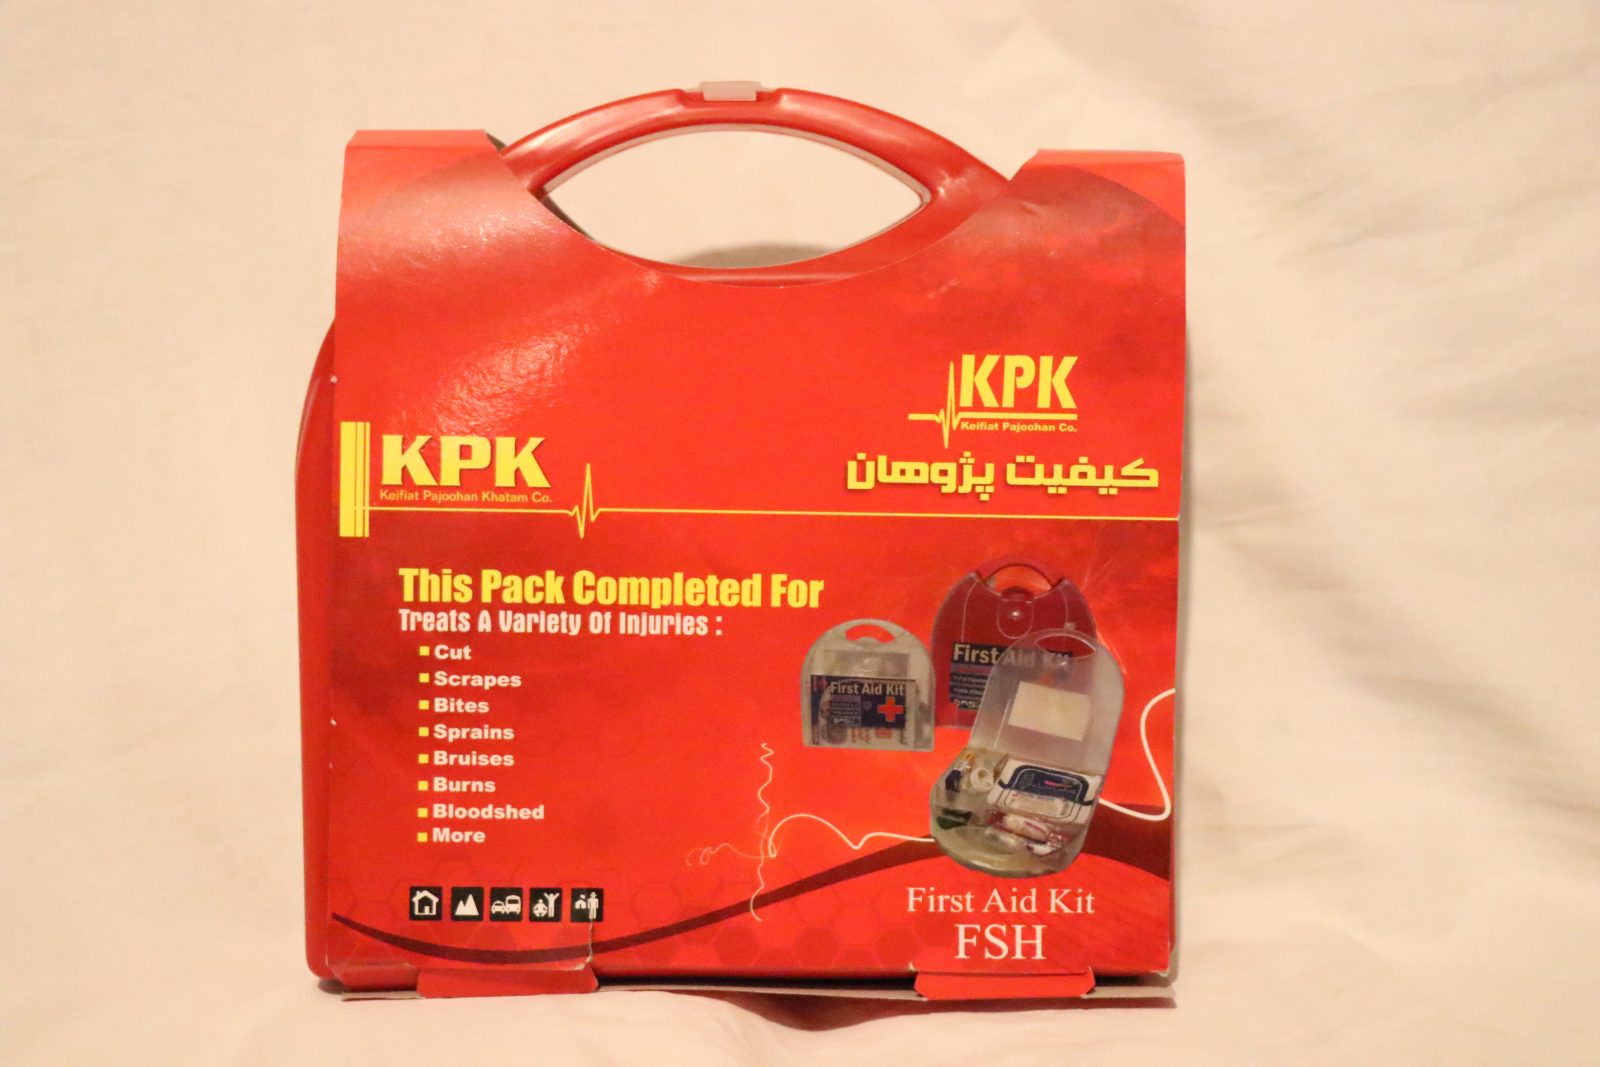 KPK
Keifiat Pajoohan Co.
کیفیت پژوهان
KPK
Keifiat Pajoohan Khatam Co.
This Pack Completed For
Treats A Variety Of Injuries :
Cut
Scrapes
Bites
Sprains
Bruises
Burns
Bloodshed
More
First Aid Kit
First Aid Kit
First Aid Kit
FSH